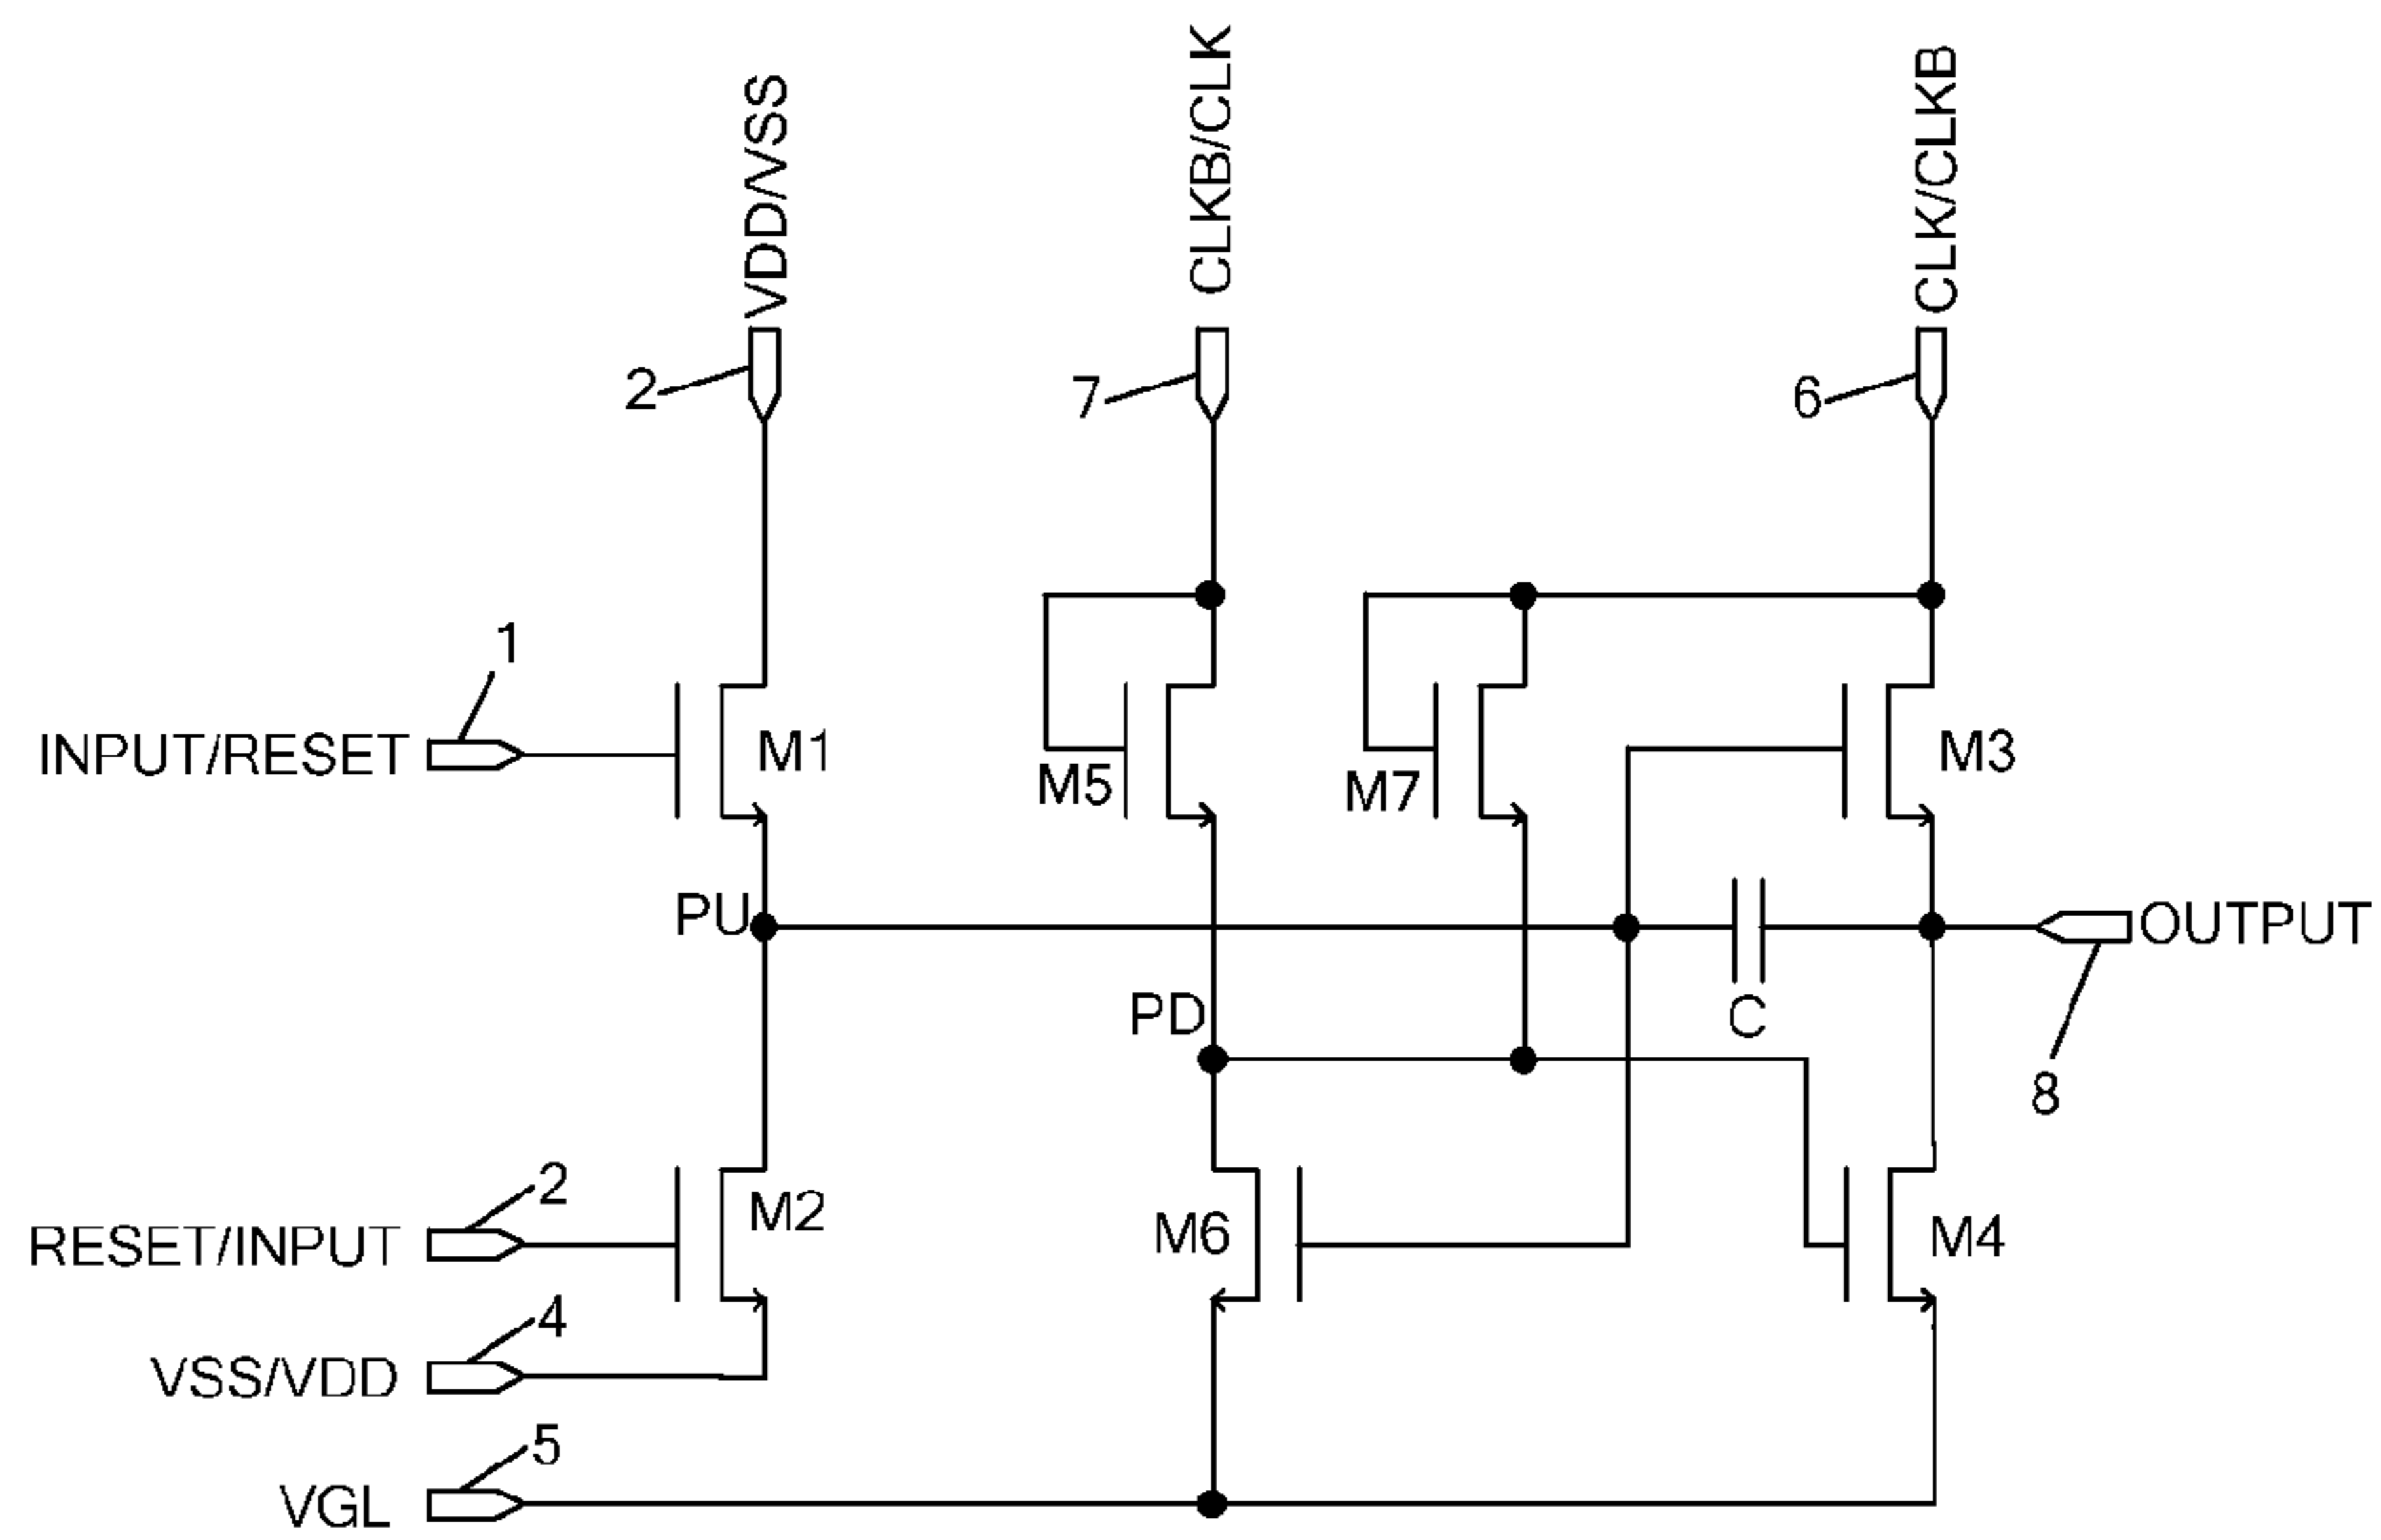 VDD/VSS
CLKB/CLK
CLK/CLKB
2
7
6
1
INPUT/RESET
M1
M5
M7
M3
PU
OUTPUT
PD
C
8
2
RESET/INPUT
M2
M6
M4
4
VSS/VDD
5
VGL